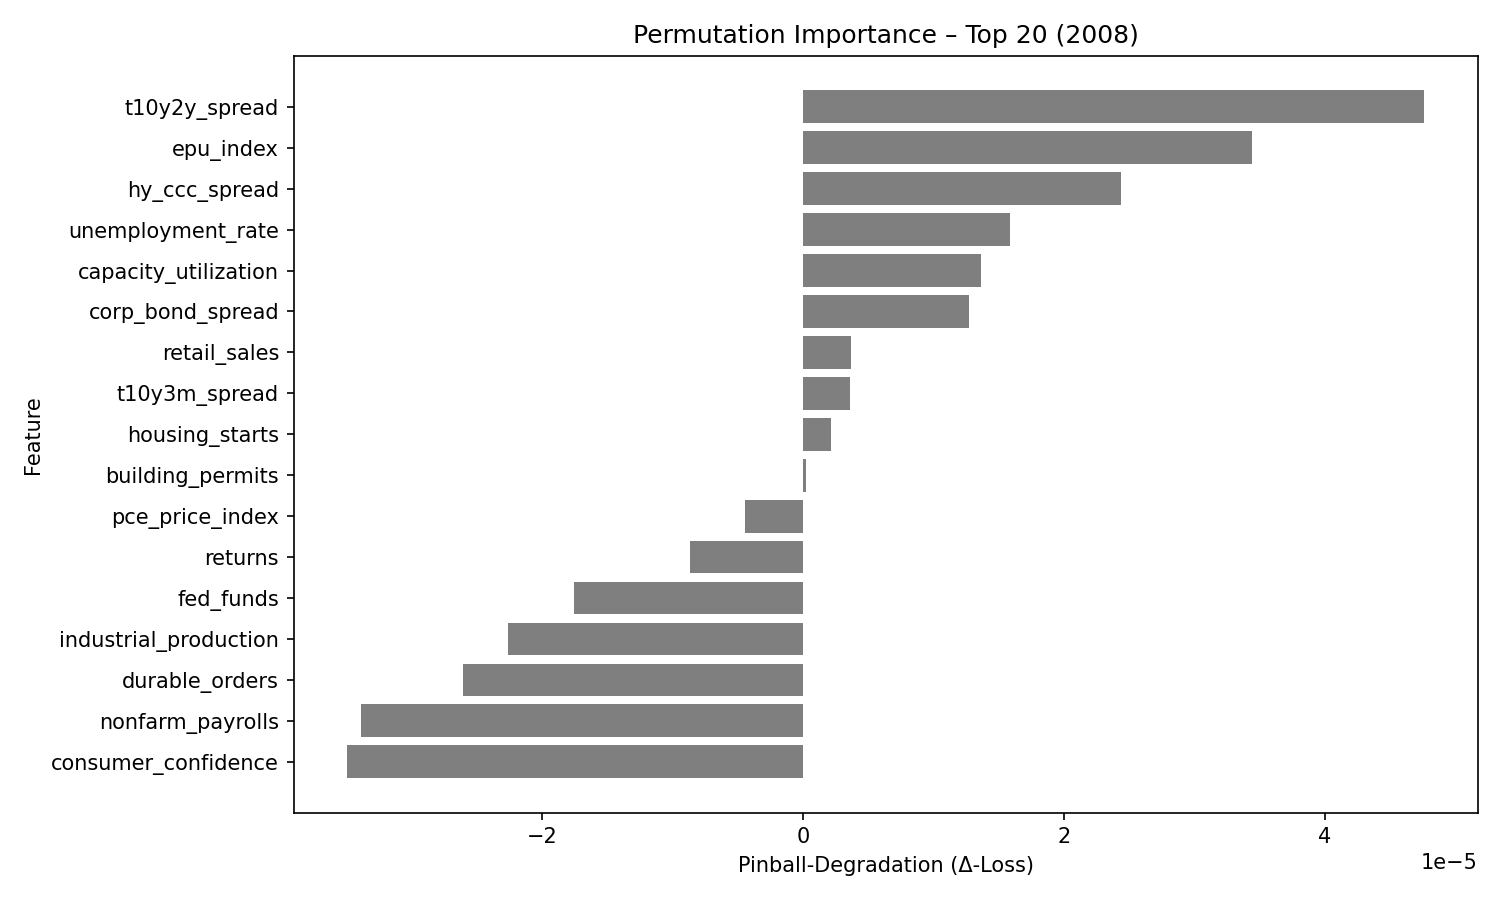 Permutation Importance – Top 20 (2008)
t10y2y_spread
epu_index
hy_ccc_spread
unemployment_rate
capacity_utilization
corp_bond_spread
retail_sales
t10y3m_spread
housing_starts
building_permits
pce_price_index
returns
fed_funds
industrial_production
durable_orders
nonfarm_payrolls
consumer_confidence
Feature
−2 0 2 4
1e−5
Pinball-Degradation (Δ-Loss)